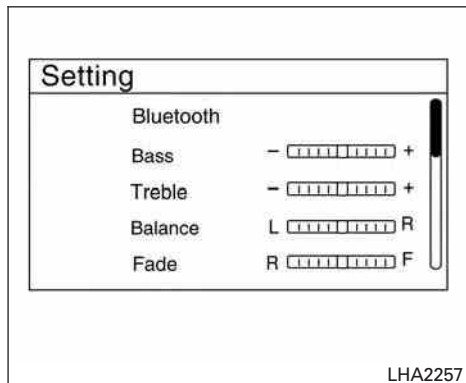 Setting
Bluetooth
Bass - +
Treble - +
Balance L R
Fade R F
LHA2257